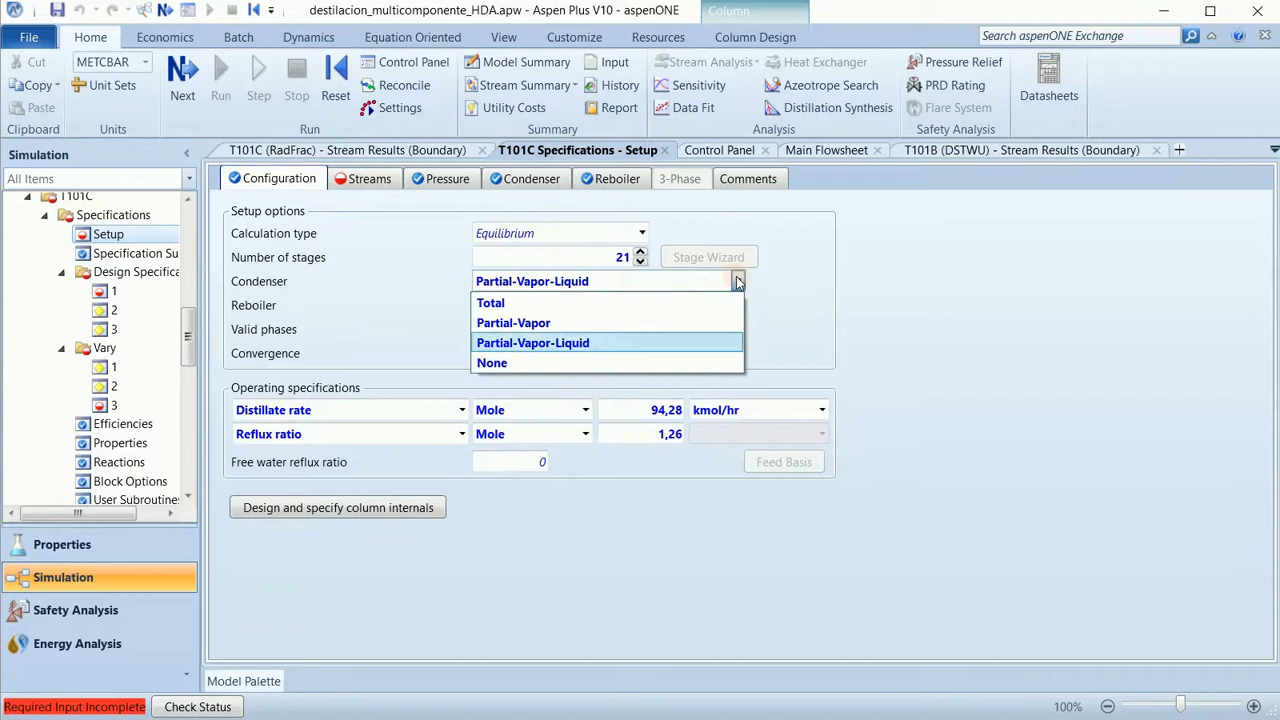 destilacion_multicomponente_HDA.apw - Aspen Plus V10 - aspenONE
Column
File
Home
Economics
Batch
Dynamics
Equation Oriented
View
Customize
Resources
Column Design
Search aspenONE Exchange
Cut
Copy
Paste
Clipboard
METCBAR
Unit Sets
Units
Next
Run
Step
Stop
Reset
Control Panel
Reconcile
Settings
Run
Model Summary
Stream Summary
Utility Costs
Input
History
Report
Summary
Stream Analysis
Sensitivity
Data Fit
Heat Exchanger
Azeotrope Search
Distillation Synthesis
Analysis
Pressure Relief
PRD Rating
Flare System
Safety Analysis
Datasheets
Simulation
All Items
T101C (RadFrac) - Stream Results (Boundary)
T101C Specifications - Setup
Control Panel
Main Flowsheet
T101B (DSTWU) - Stream Results (Boundary)
T101C
Specifications
Setup
Specification Su
Design Specifica
1
2
3
Vary
1
2
3
Efficiencies
Properties
Reactions
Block Options
User Subroutine
Properties
Simulation
Safety Analysis
Energy Analysis
Configuration
Streams
Pressure
Condenser
Reboiler
3-Phase
Comments
Setup options
Calculation type
Equilibrium
Number of stages
21
Stage Wizard
Condenser
Partial-Vapor-Liquid
Reboiler
Valid phases
Convergence
Total
Partial-Vapor
Partial-Vapor-Liquid
None
Operating specifications
Distillate rate
Mole
94,28
kmol/hr
Reflux ratio
Mole
1,26
Free water reflux ratio
0
Feed Basis
Design and specify column internals
Model Palette
Required Input Incomplete
Check Status
100%